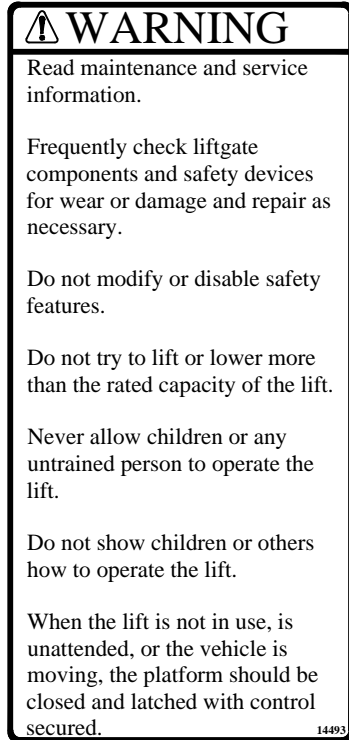 WARNING
Read maintenance and service
information.
Frequently check liftgate
components and safety devices
for wear or damage and repair as
necessary.
Do not modify or disable safety
features.
Do not try to lift or lower more
than the rated capacity of the lift.
Never allow children or any
untrained person to operate the
lift.
Do not show children or others
how to operate the lift.
When the lift is not in use, is
unattended, or the vehicle is
moving, the platform should be
closed and latched with control
secured.
14493